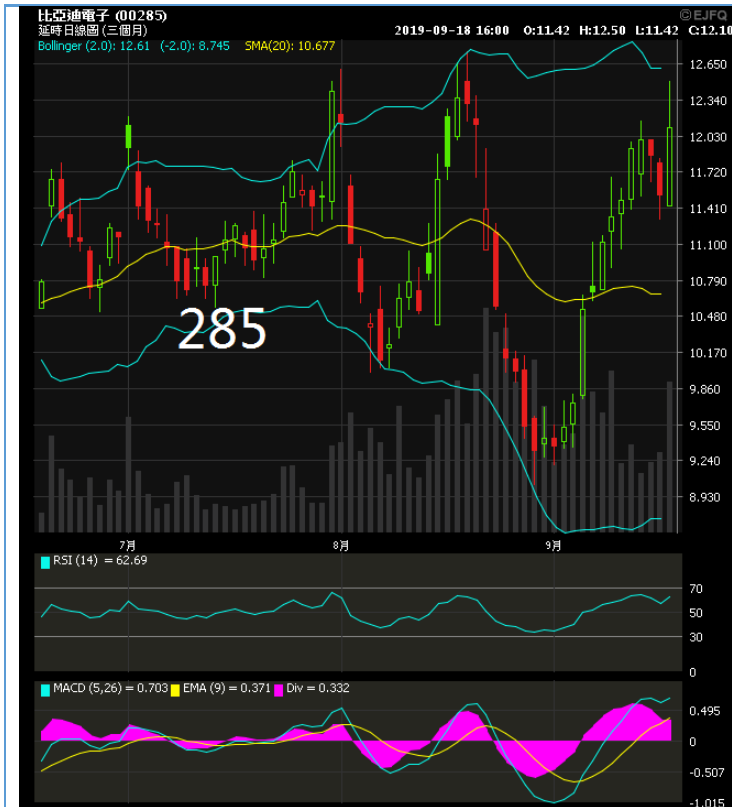 比亞迪電子 (00285)
©EJFQ
延時日線圖 (三個月)
2019-09-18 16:00 O:11.42 H:12.50 L:11.42 C:12.10
Bollinger (2.0): 12.61 (-2.0): 8.745 SMA(20): 10.677
12.650
12.340
12.030
11.720
11.410
11.100
10.790
10.480
10.170
9.860
9.550
9.240
8.930
285
7月 8月 9月
RSI (14) = 62.69
70
50
30
0
MACD (5,26) = 0.703 EMA (9) = 0.371 Div = 0.332
0.495
0
-0.507
-1.015